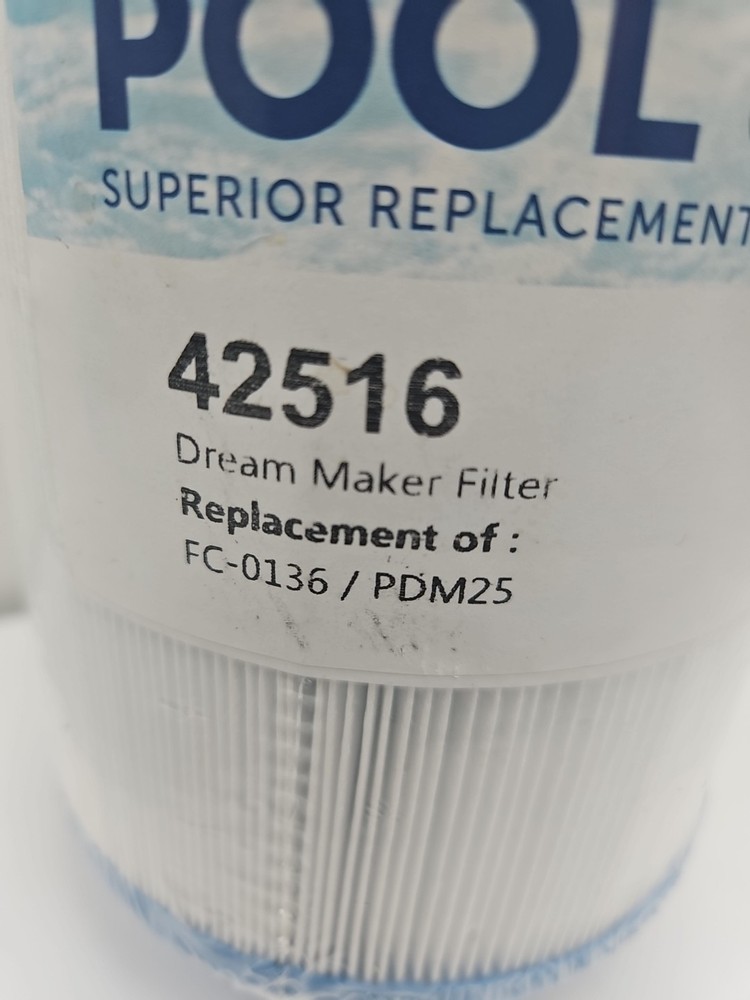 POOL
SUPERIOR REPLACEMENT
42516
Dream Maker Filter
Replacement of :
FC-0136 / PDM25